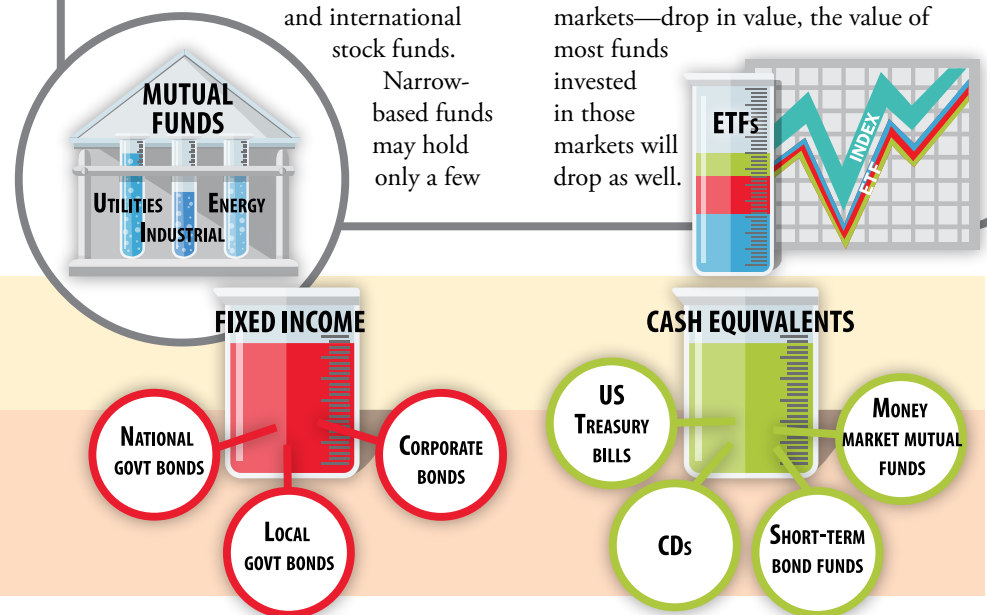 and international
stock funds.
Narrow-
based funds
may hold
only a few
markets—drop in value, the value of
most funds
invested
in those
markets will
drop as well.
MUTUAL
FUNDS
UTILITIES
ENERGY
INDUSTRIAL
ETFs
INDEX
ETF
FIXED INCOME
NATIONAL
GOVT BONDS
LOCAL
GOVT BONDS
CORPORATE
BONDS
CASH EQUIVALENTS
US
TREASURY
BILLS
CDs
SHORT-TERM
BOND FUNDS
MONEY
MARKET MUTUAL
FUNDS